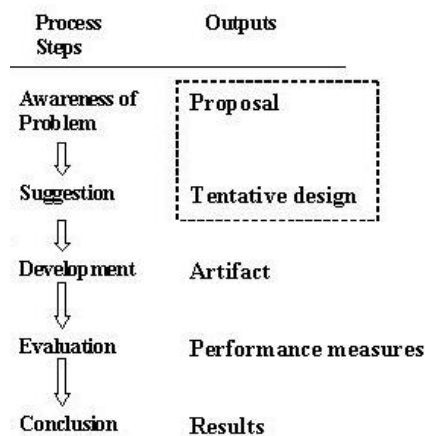 Process Outputs
Steps
Awareness of Proposal
Problem
Suggestion Tentative design
Development Artifact
Evaluation Performance measures
Conclusion Results